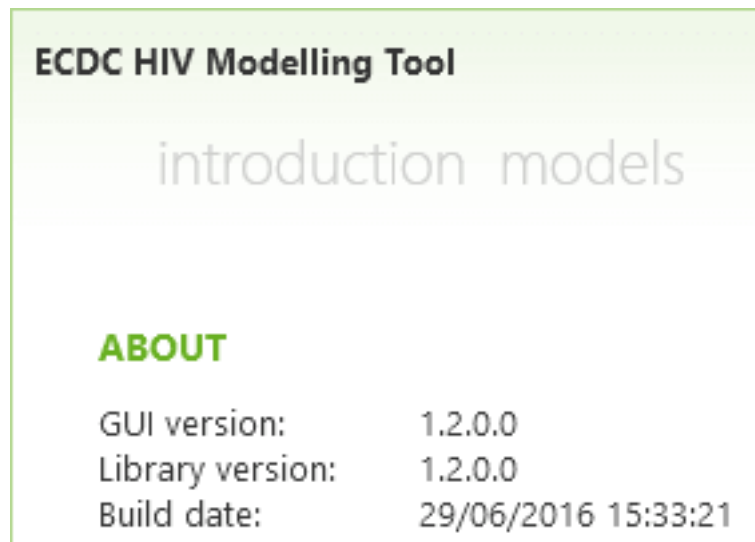 ECDC HIV Modelling Tool
introduction models
ABOUT
GUI version: 1.2.0.0
Library version: 1.2.0.0
Build date: 29/06/2016 15:33:21